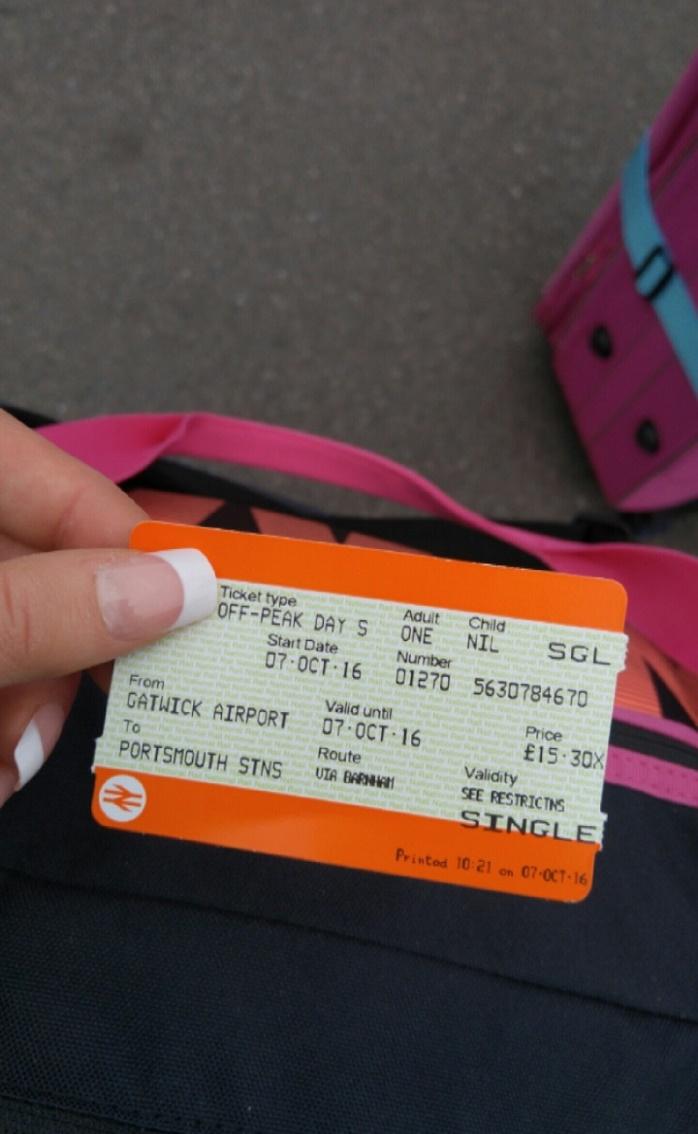 Ticket type Adult Child
OFF-PEAK DAY S ONE NIL SGL
Start Date Number
07·OCT·16 01270 5630784670
From Valid until Price
GATWICK AIRPORT 07·OCT·16 £15·30X
To Route Validity
PORTSMOUTH STNS VIA BARNHAM SEE RESTRICTNS
SINGLE
Printed 10:21 on 07·OCT·16